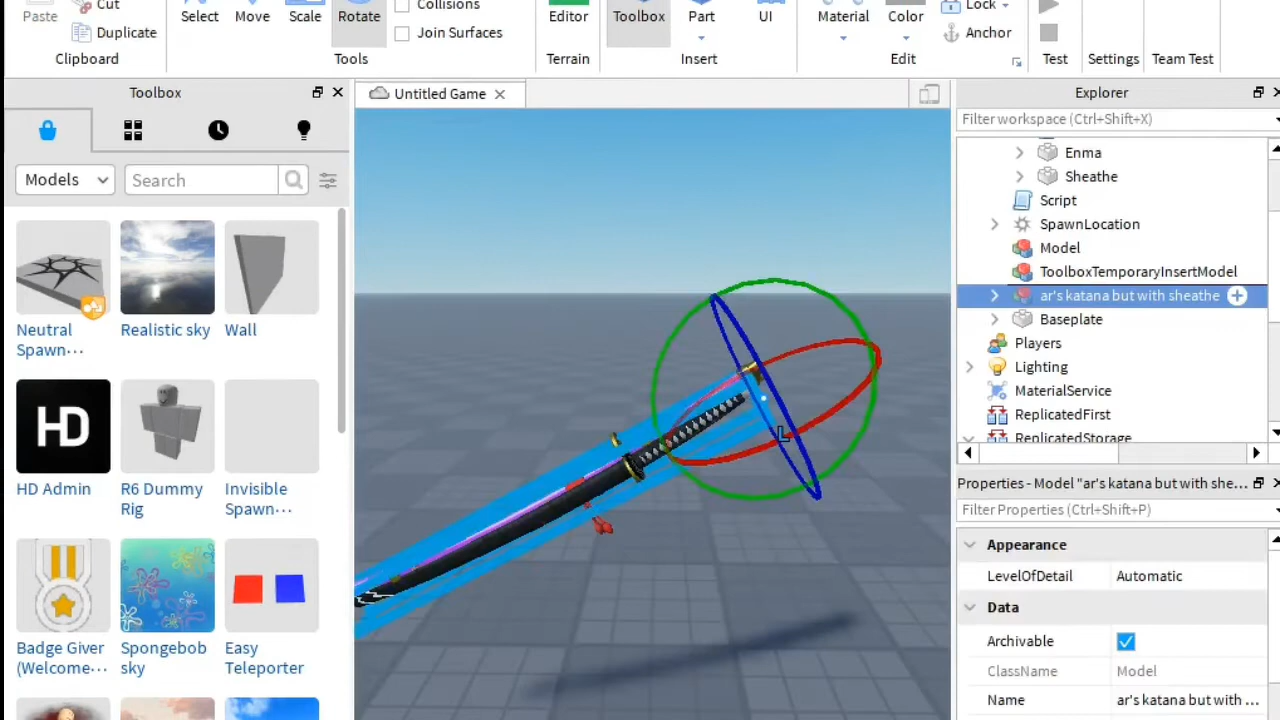 Paste
Cut
Duplicate
Clipboard
Select
Move
Scale
Rotate
Collisions
Join Surfaces
Tools
Editor
Terrain
Toolbox
Part
UI
Insert
Material
Color
Lock
Anchor
Edit
Test
Settings
Team Test
Toolbox
Models
Search
Neutral
Spawn...
Realistic sky
Wall
HD
HD Admin
R6 Dummy
Rig
Invisible
Spawn...
Badge Giver
(Welcome...
Spongebob
sky
Easy
Teleporter
Untitled Game
L
Explorer
Filter workspace (Ctrl+Shift+X)
Enma
Sheathe
Script
SpawnLocation
Model
ToolboxTemporaryInsertModel
ar's katana but with sheathe
Baseplate
Players
Lighting
MaterialService
ReplicatedFirst
ReplicatedStorage
Properties - Model "ar's katana but with she...
Filter Properties (Ctrl+Shift+P)
Appearance
LevelOfDetail Automatic
Data
Archivable
ClassName Model
Name ar's katana but with ...